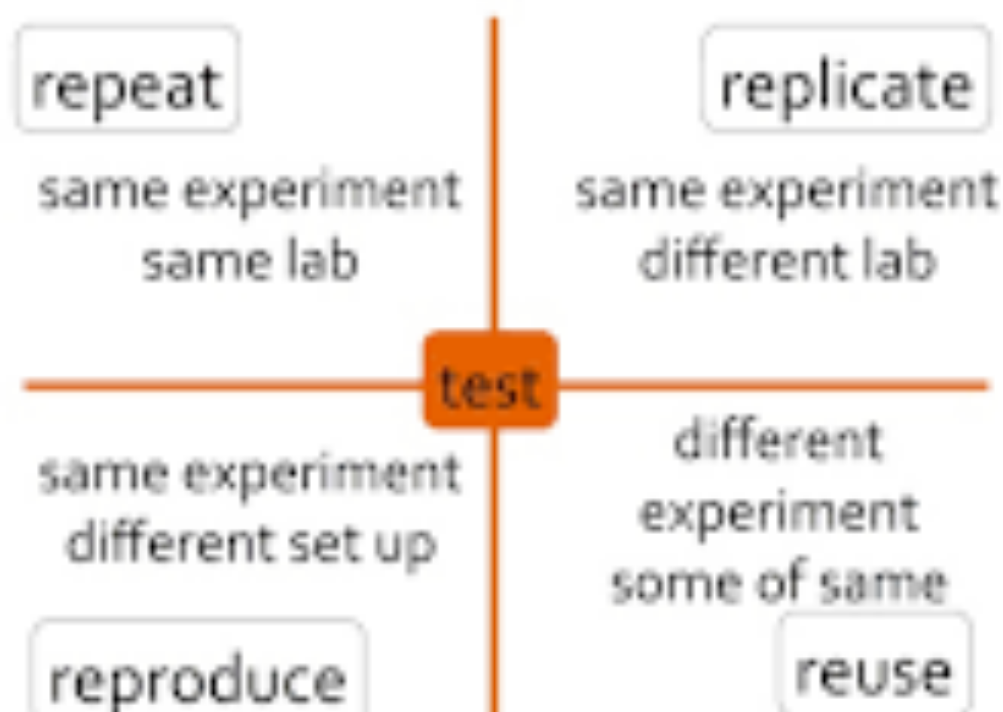 repeat
same experiment
same lab
replicate
same experiment
different lab
test
same experiment
different set up
reproduce
different
experiment
some of same
reuse